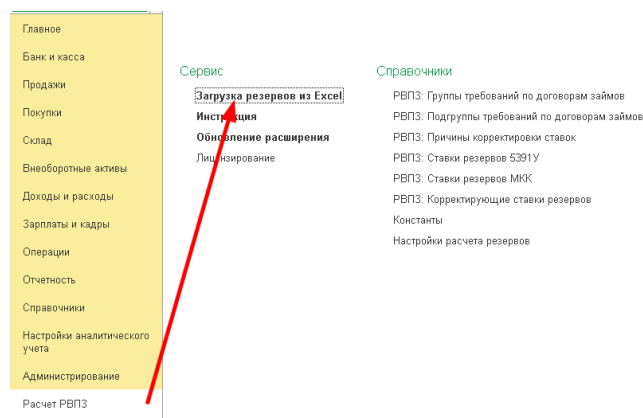 Главное
Банк и касса
Продажи
Покупки
Склад
Внеоборотные активы
Доходы и расходы
Зарплаты и кадры
Операции
Отчетность
Справочники
Настройки аналитического
учета
Администрирование
Расчет РВПЗ
Сервис
Загрузка резервов из Excel
Инструкция
Обновление расширения
Лицензирование
Справочники
РВПЗ: Группы требований по договорам займов
РВПЗ: Подгруппы требований по договорам займов
РВПЗ: Причины корректировки ставок
РВПЗ: Ставки резервов 5391У
РВПЗ: Ставки резервов МКК
РВПЗ: Корректирующие ставки резервов
Константы
Настройки расчета резервов